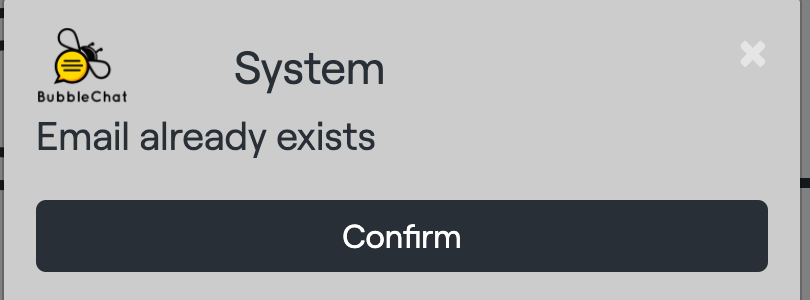 BubbleChat
System
Email already exists
Confirm